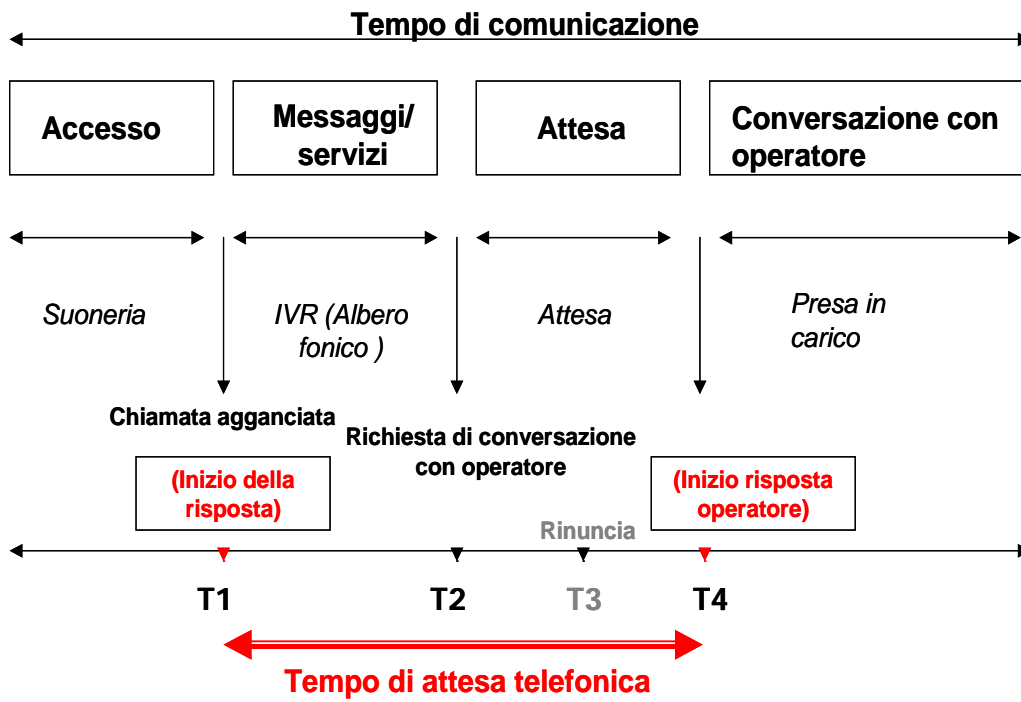 Tempo di comunicazione
Accesso
Messaggi/
servizi
Attesa
Conversazione con
operatore
Suoneria
IVR (Albero
fonico )
Attesa
Presa in
carico
Chiamata agganciata
Richiesta di conversazione
con operatore
(Inizio della
risposta)
(Inizio risposta
operatore)
Rinuncia
T1
T2
T3
T4
Tempo di attesa telefonica